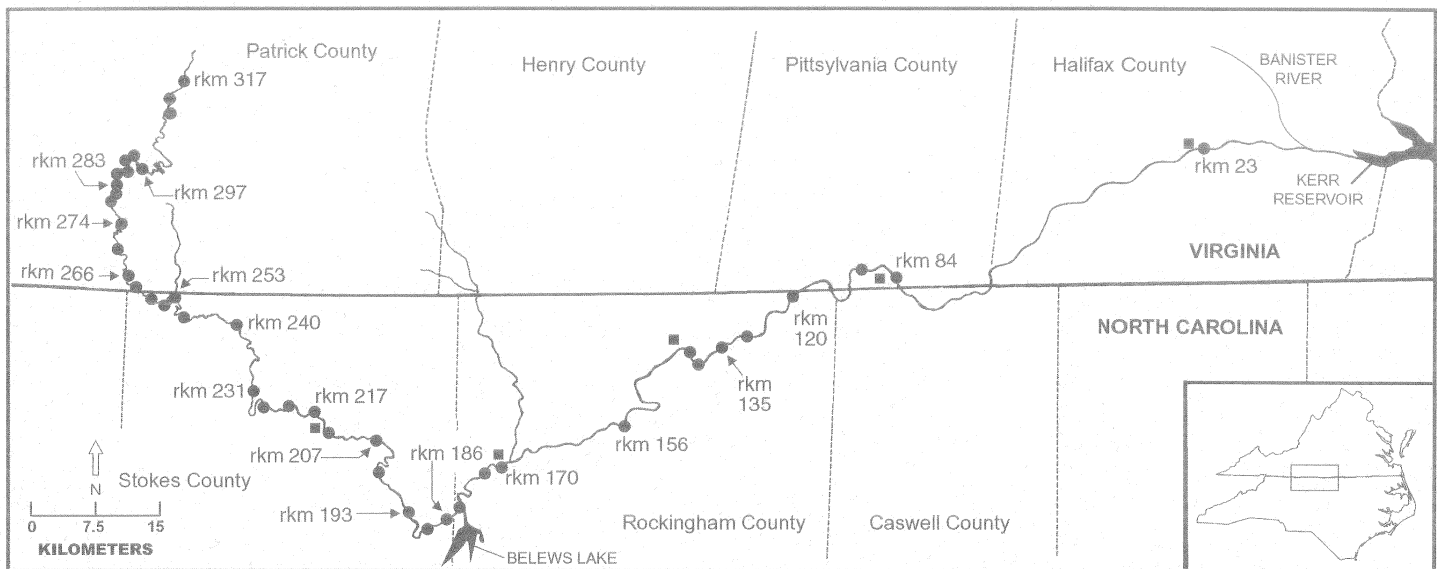 Patrick County
Henry County
Pittsylvania County
Halifax County
BANISTER
RIVER
rkm 317
rkm 283
rkm 297
rkm 23
KERR
RESERVOIR
rkm 274
rkm 266
rkm 253
rkm 84
VIRGINIA
rkm 240
rkm
120
NORTH CAROLINA
rkm 231
rkm 217
rkm
135
rkm 207
rkm 186
rkm 156
rkm 170
N
Stokes County
0 7.5 15
KILOMETERS
rkm 193
Rockingham County
Caswell County
BELEWS LAKE